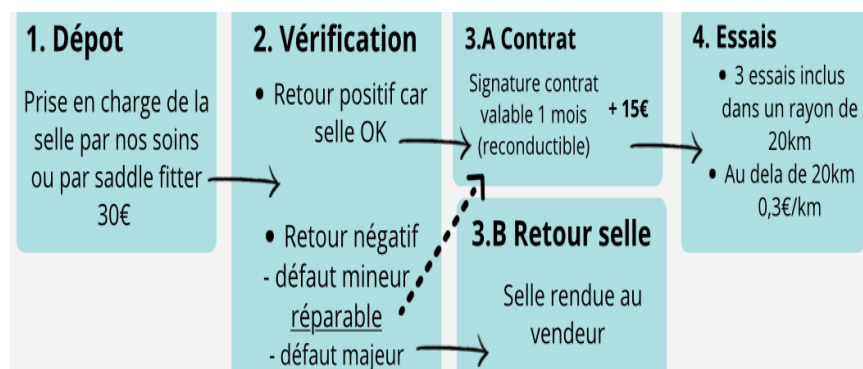 1. Dépot
Prise en charge de la
selle par nos soins
ou par saddle fitter
30€
2. Vérification
• Retour positif car
selle OK
• Retour négatif
- défaut mineur
réparable
- défaut majeur
3.A Contrat
Signature contrat
valable 1 mois
(reconductible)
+ 15€
3.B Retour selle
Selle rendue au
vendeur
4. Essais
• 3 essais inclus
dans un rayon de
20km
• Au dela de 20km
0,3€/km